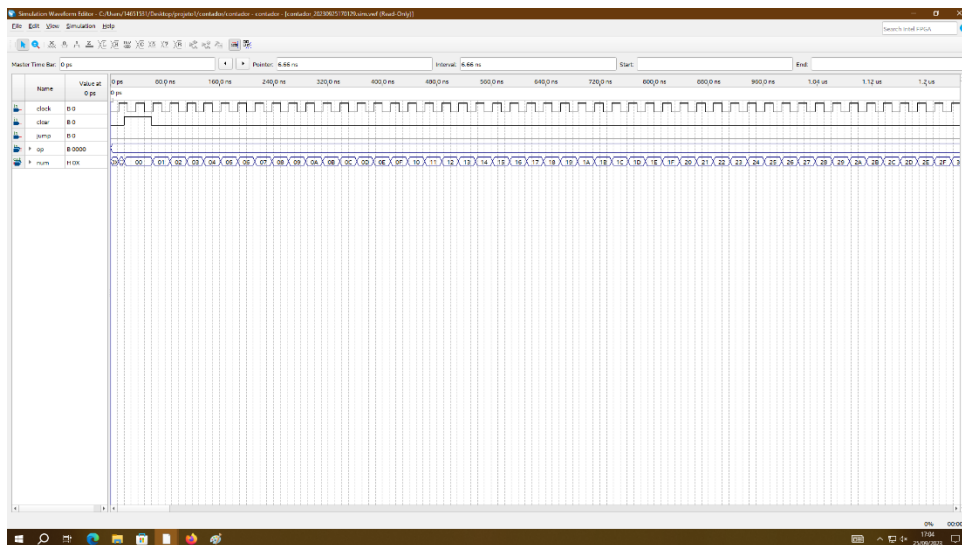 Simulation Waveform Editor - C:/Users/14651551/Desktop/projeto1/contador/contador - contador - [contador_20230925170129.sim.vwf (Read-Only)]
File Edit View Simulation Help
Search Intel FPGA
Master Time Bar: 0 ps Pointer: 6.66 ns Interval: 6.66 ns Start: End:
Name Value at 0 ps
0 ps 80.0 ns 160.0 ns 240.0 ns 320.0 ns 400.0 ns 480.0 ns 560.0 ns 640.0 ns 720.0 ns 800.0 ns 880.0 ns 960.0 ns 1.04 us 1.12 us 1.2 us
0 ps
clock B 0
clear B 0
jump B 0
op B 0000
num H 0X 00 01 02 03 04 05 06 07 08 09 0A 0B 0C 0D 0E 0F 10 11 12 13 14 15 16 17 18 19 1A 1B 1C 1D 1E 1F 20 21 22 23 24 25 26 27 28 29 2A 2B 2C 2D 2E 2F
0% 00:00
17:04
25/09/2023